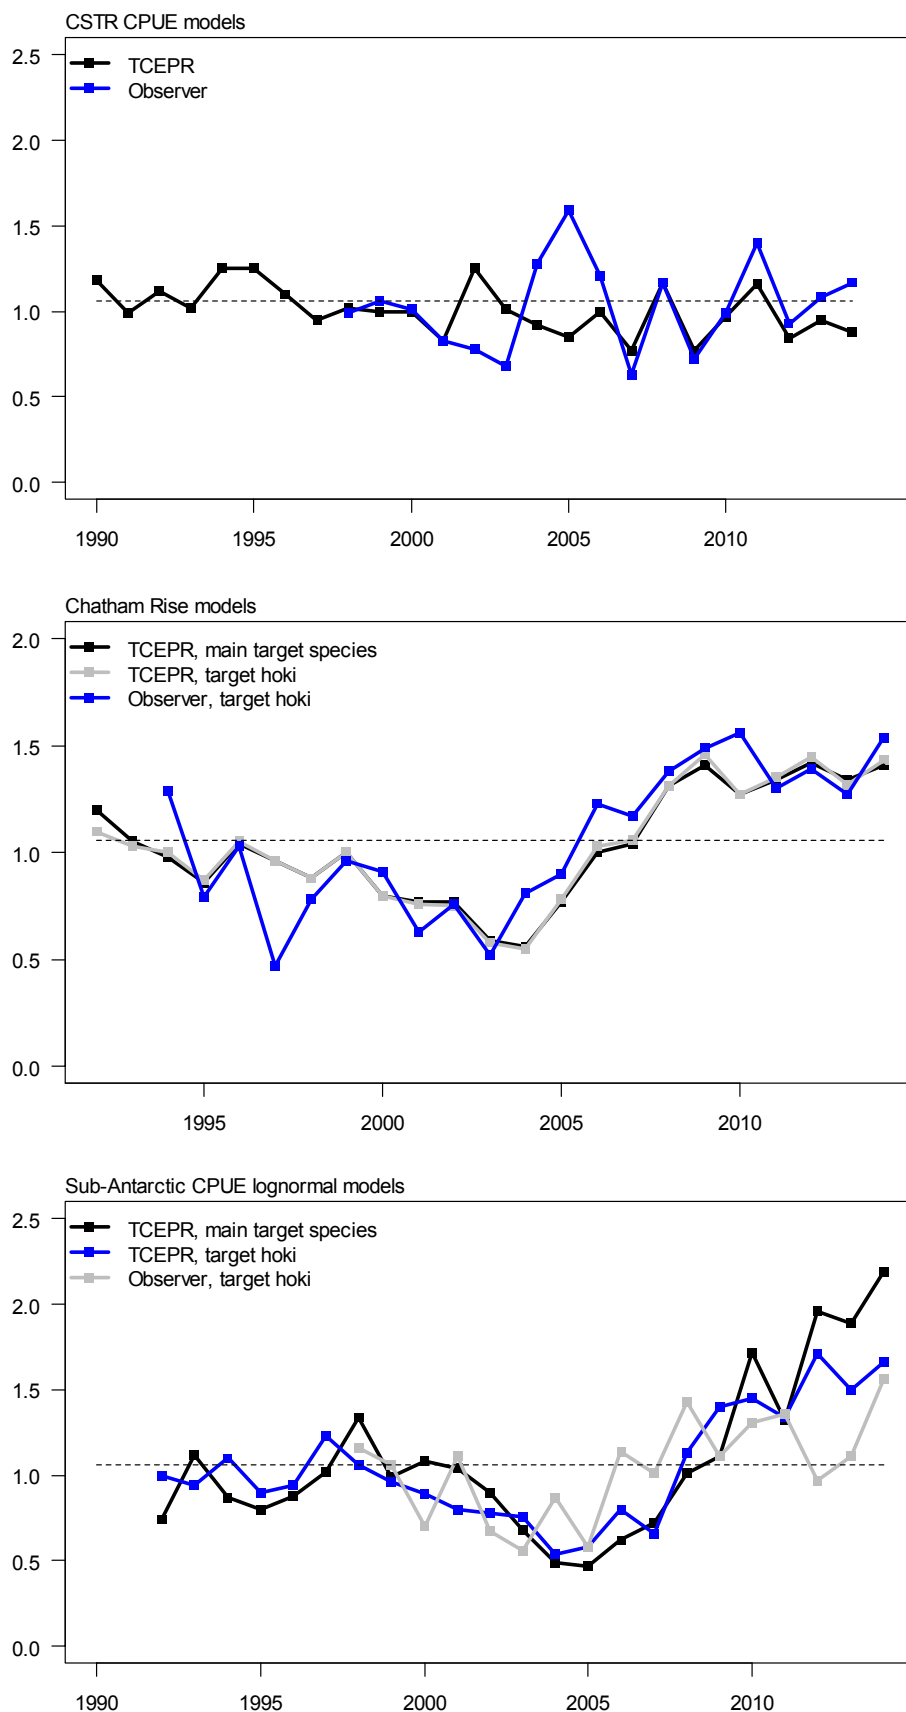 CSTR CPUE models
2.5
TCEPR
Observer
2.0
1.5
1.0
0.5
0.0
1990 1995 2000 2005 2010
Chatham Rise models
2.0
TCEPR, main target species
TCEPR, target hoki
Observer, target hoki
1.5
1.0
0.5
0.0
1995 2000 2005 2010
Sub-Antarctic CPUE lognormal models
2.5
TCEPR, main target species
TCEPR, target hoki
Observer, target hoki
2.0
1.5
1.0
0.5
0.0
1990 1995 2000 2005 2010